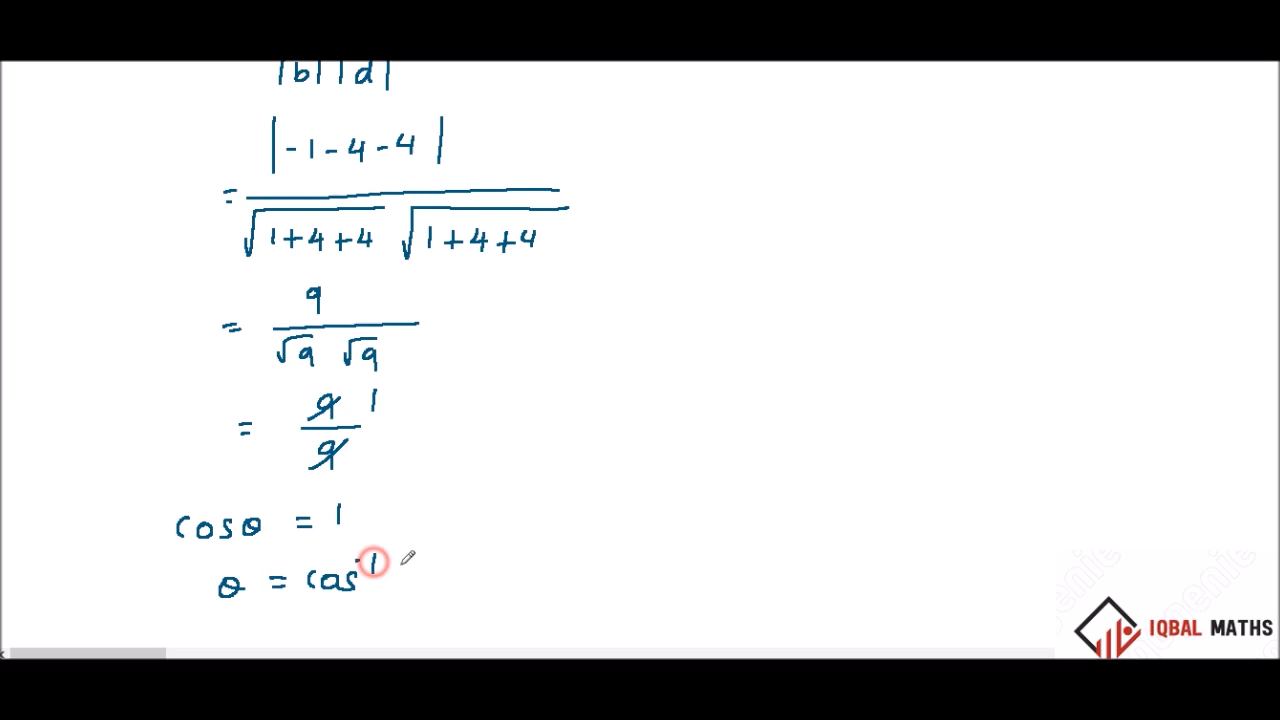 |b| |d|
|-1-4-4|
= √1+4+4 √1+4+4
9
= √9 √9
= 9 1
9
cosθ = 1
θ = cos⁻¹
IQBAL MATHS